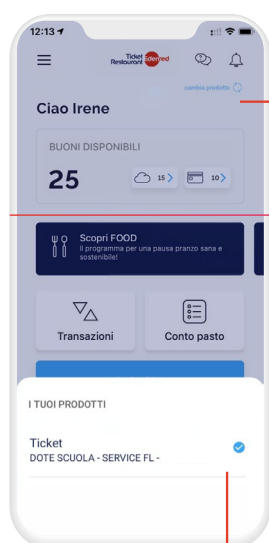 12:13
Ticket
Restaurant Edenred
cambia prodotto
Ciao Irene
BUONI DISPONIBILI
25
15
10
Scopri FOOD
Il programma per una pausa pranzo sana e
sostenibile!
Transazioni
Conto pasto
I TUOI PRODOTTI
Ticket
DOTE SCUOLA - SERVICE FL -